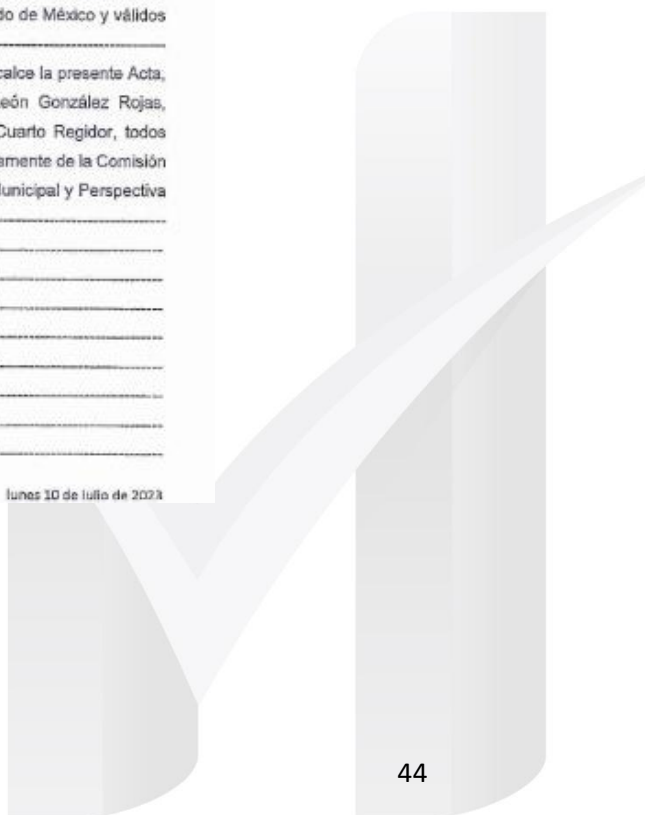 do de México y válidos
calce la presente Acta,
eón González Rojas,
Cuarto Regidor, todos
amente de la Comisión
Municipal y Perspectiva
lunes 10 de julio de 2023
44